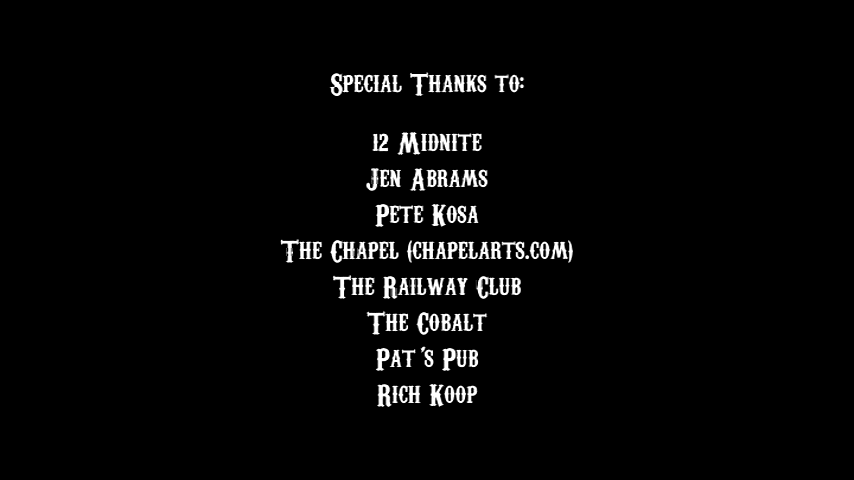 Special Thanks to:
12 Midnite
Jen Abrams
Pete Kosa
The Chapel (chapelarts.com)
The Railway Club
The Cobalt
Pat's Pub
Rich Koop